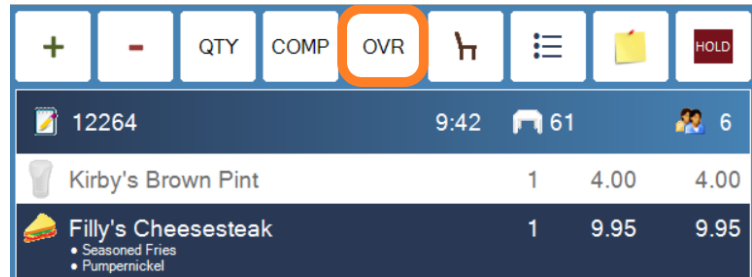 + - QTY COMP OVR HOLD
12264 9:42 61 6
Kirby's Brown Pint 1 4.00 4.00
Filly's Cheesesteak 1 9.95 9.95
• Seasoned Fries
• Pumpernickel